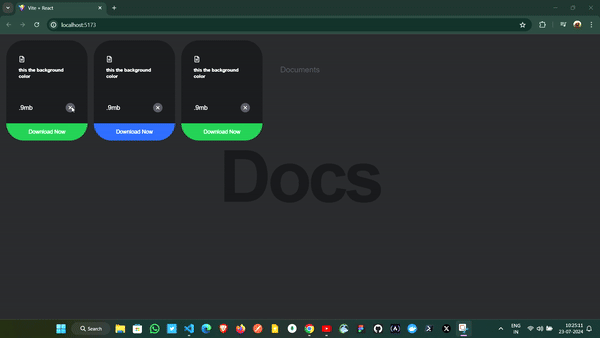 Vite + React
localhost:5173
Documents
this the background
color
.9mb
Download Now
this the background
color
.9mb
Download Now
this the background
color
.9mb
Download Now
Docs
Search
ENG
IN
10:25:11
23-07-2024